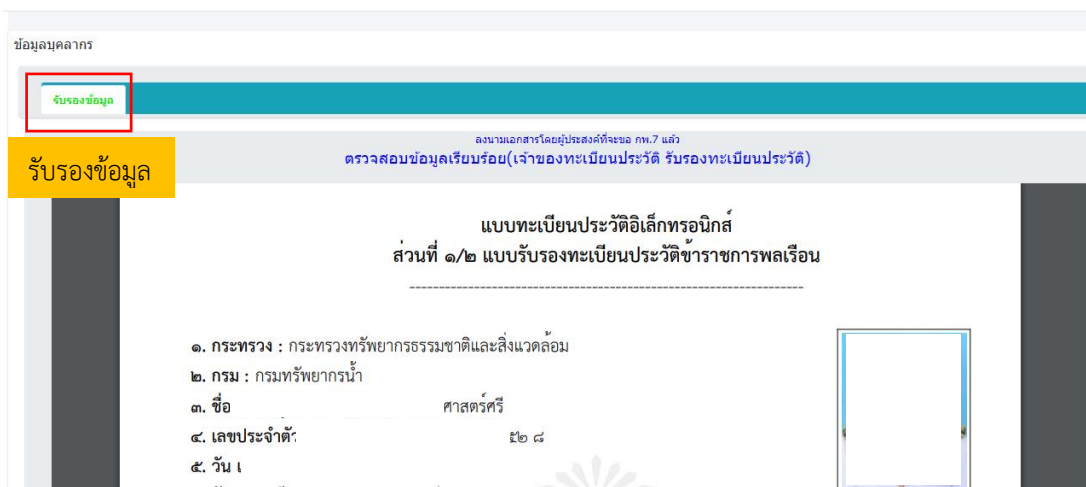 ข้อมูลบุคลากร
รับรองข้อมูล
ลงนามเอกสารโดยผู้ประสงค์ที่จะขอ กพ.7 แล้ว
ตรวจสอบข้อมูลเรียบร้อย(เจ้าของทะเบียนประวัติ รับรองทะเบียนประวัติ)
รับรองข้อมูล
แบบทะเบียนประวัติอิเล็กทรอนิกส์
ส่วนที่ ๑/๒ แบบรับรองทะเบียนประวัติข้าราชการพลเรือน
--------------------------------------------------------------------
๑. กระทรวง : กระทรวงทรัพยากรธรรมชาติและสิ่งแวดล้อม
๒. กรม : กรมทรัพยากรน้ำ
๓. ชื่อ ศาสตร์ศรี
๔. เลขประจำตัว ๕๒ ๘
๕. วัน เ